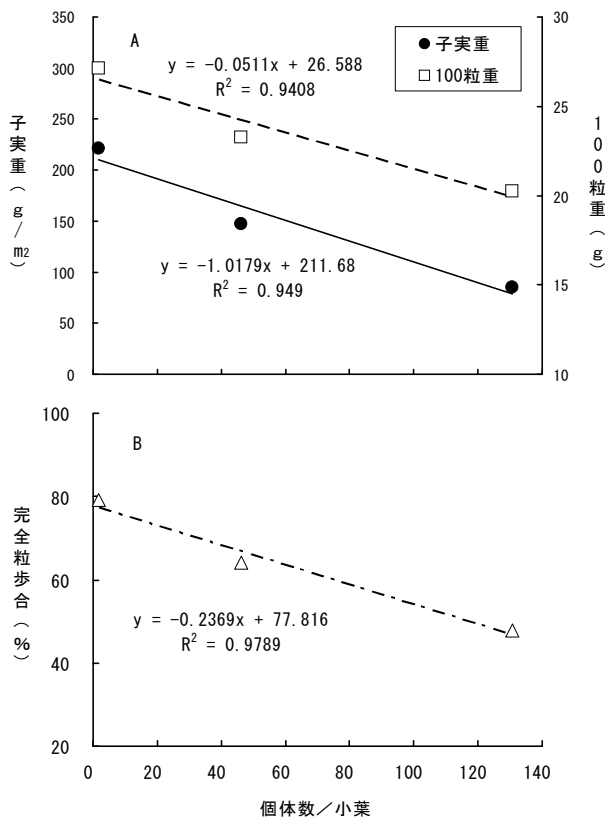 350
300
250
200
150
100
50
0
子実重(g/m2)
A
y = -0.0511x + 26.588
R2 = 0.9408
y = -1.0179x + 211.68
R2 = 0.949
● 子実重
□ 100粒重
30
25
20
15
10
100粒重(g)
100
80
60
40
20
完全粒歩合(%)
B
y = -0.2369x + 77.816
R2 = 0.9789
0 20 40 60 80 100 120 140
個体数/小葉